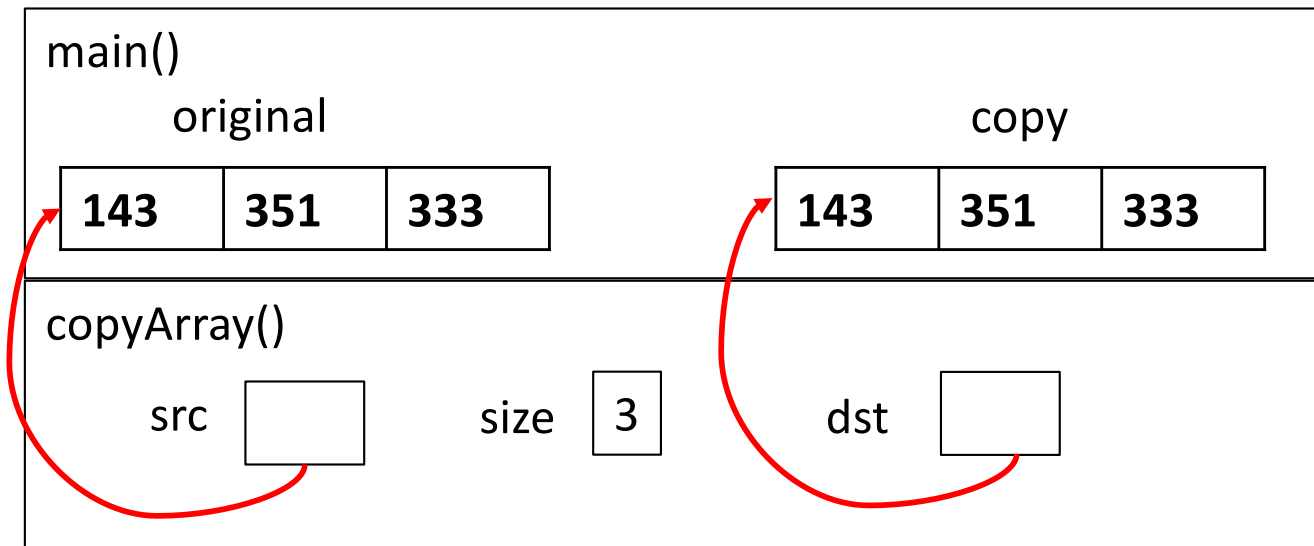 main()
original copy
143 351 333 143 351 333
copyArray()
src size 3 dst